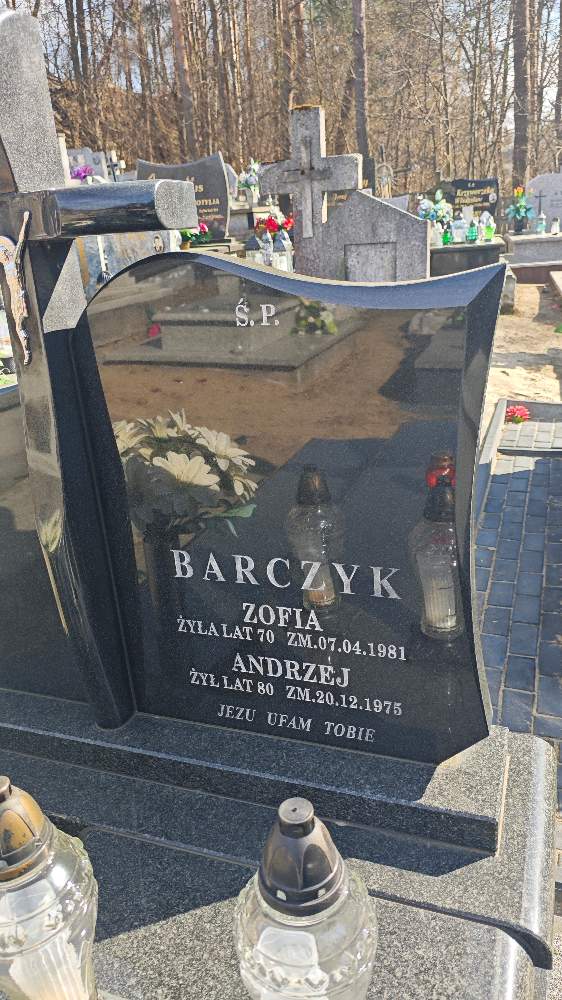 Ś. P.
BARCZYK
ZOFIA
ŻYŁA LAT 70 ZM.07.04.1981
ANDRZEJ
ŻYŁ LAT 80 ZM.20.12.1975
JEZU UFAM TOBIE